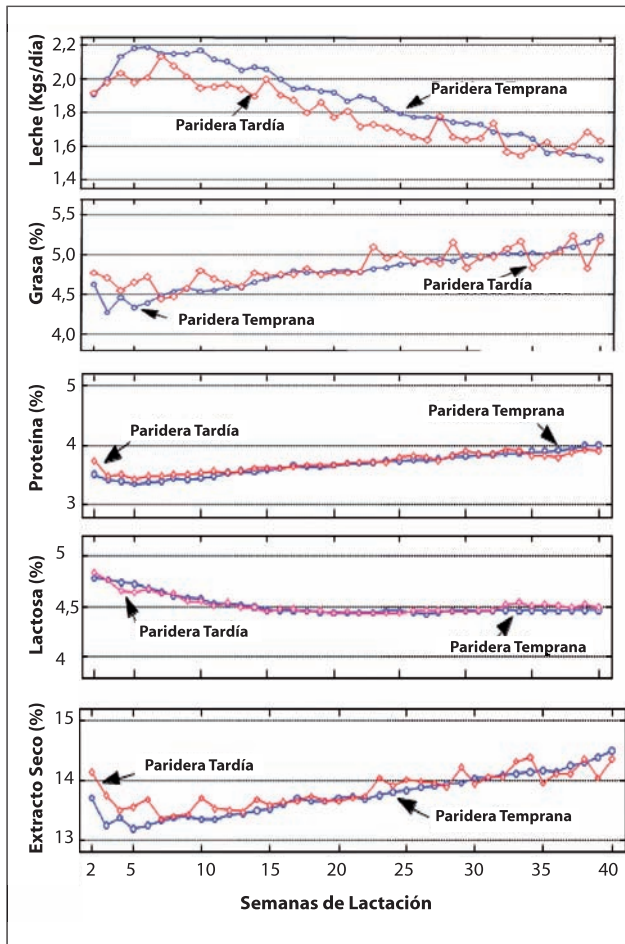 Leche (Kgs/día)
2,2
2,0
1,8
1,6
1,4
Paridera Tardía
Paridera Temprana
Grasa (%)
5,5
5,0
4,5
4,0
Paridera Temprana
Paridera Tardía
Proteína (%)
5
4
3
Paridera Tardía
Paridera Temprana
Lactosa (%)
5
4,5
4
Paridera Tardía
Paridera Temprana
Extracto Seco (%)
15
14
13
Paridera Tardía
Paridera Temprana
2 5 10 15 20 25 30 35 40
Semanas de Lactación